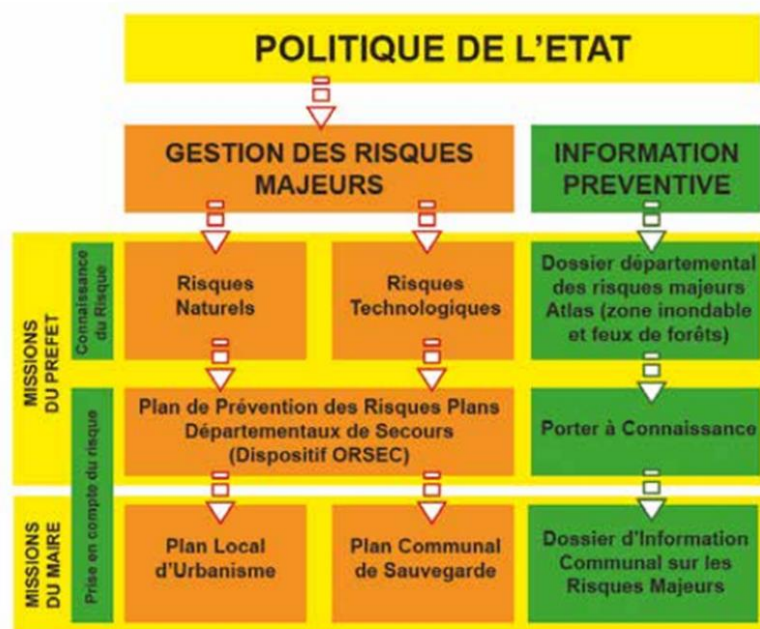 POLITIQUE DE L'ETAT
GESTION DES RISQUES
MAJEURS
INFORMATION
PREVENTIVE
MISSIONS
DU PREFET
Connaissance
du Risque
Risques
Naturels
Risques
Technologiques
Dossier départemental
des risques majeurs
Atlas (zone inondable
et feux de forêts)
Prise en compte du risque
Plan de Prévention des Risques Plans
Départementaux de Secours
(Dispositif ORSEC)
Porter à Connaissance
MISSIONS
DU MAIRE
Plan Local
d'Urbanisme
Plan Communal
de Sauvegarde
Dossier d'Information
Communal sur les
Risques Majeurs